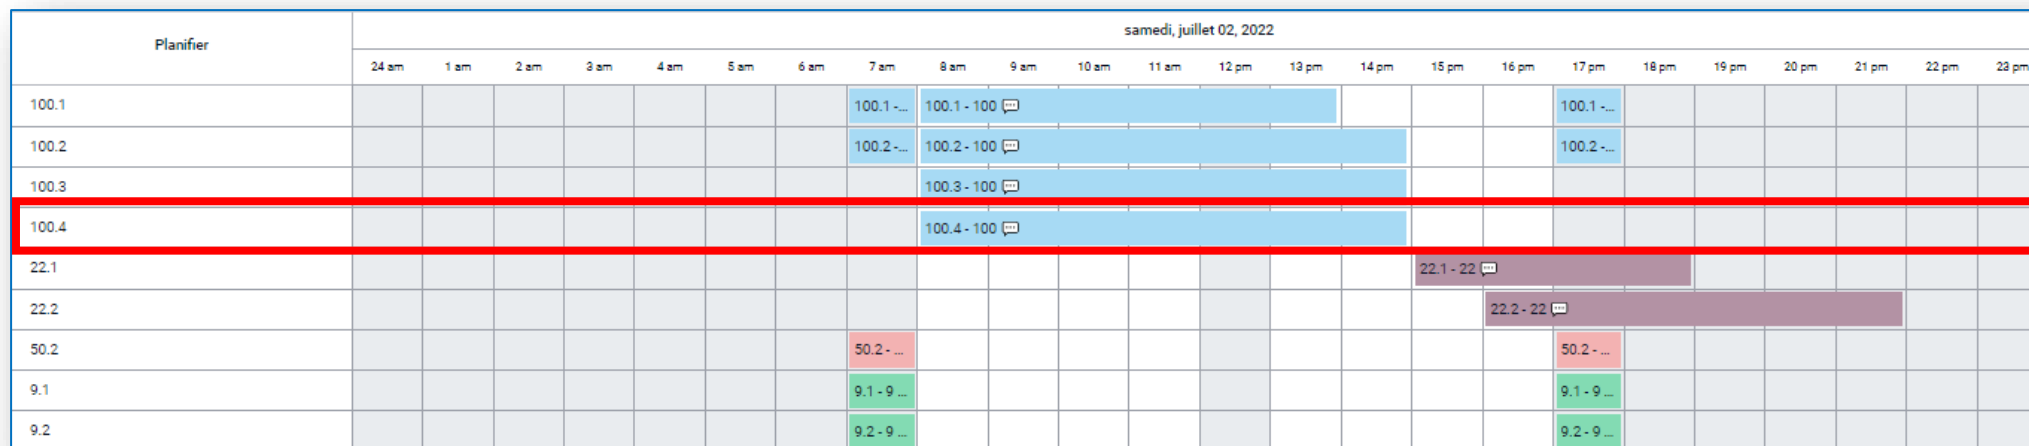 samedi, juillet 02, 2022
Planifier
24 am 1 am 2 am 3 am 4 am 5 am 6 am 7 am 8 am 9 am 10 am 11 am 12 pm 13 pm 14 pm 15 pm 16 pm 17 pm 18 pm 19 pm 20 pm 21 pm 22 pm 23 pm
100.1 100.1 -... 100.1 - 100 100.1 -...
100.2 100.2 -... 100.2 - 100 100.2 -...
100.3 100.3 - 100
100.4 100.4 - 100
22.1 22.1 - 22
22.2 22.2 - 22
50.2 50.2 - ... 50.2 - ...
9.1 9.1 - 9 ... 9.1 - 9 ...
9.2 9.2 - 9 ... 9.2 - 9 ...